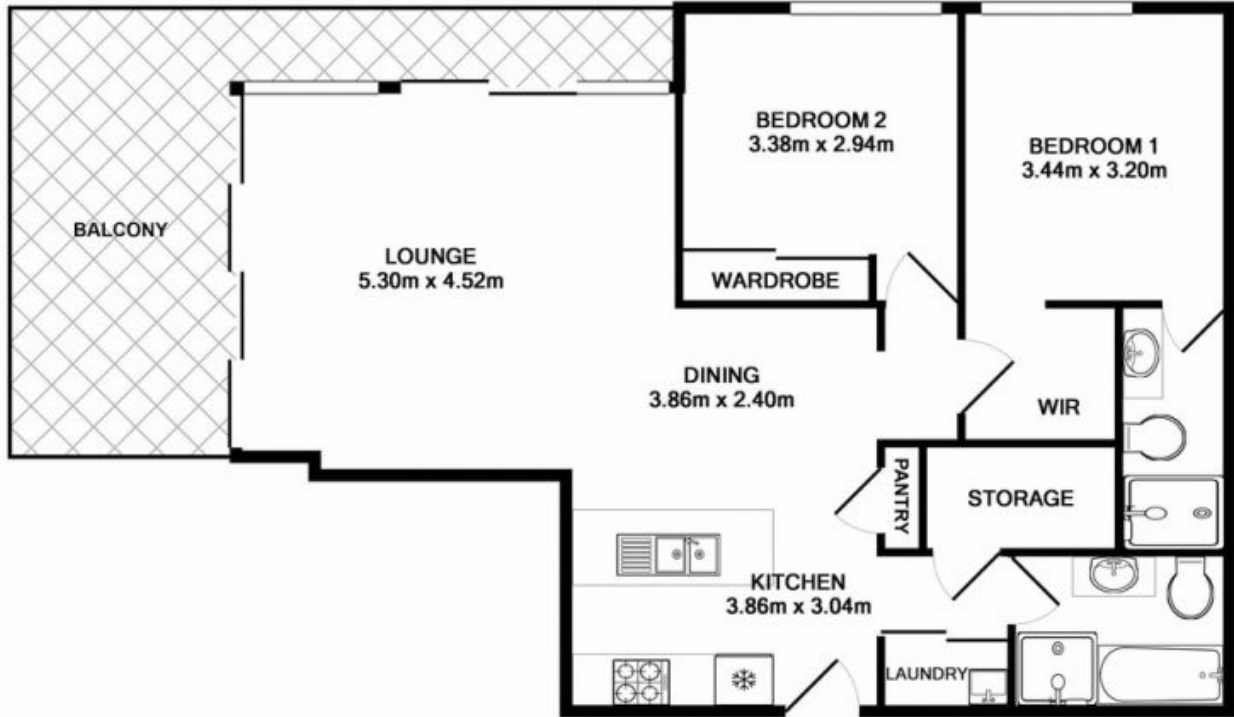 BEDROOM 2
3.38m x 2.94m
BEDROOM 1
3.44m x 3.20m
BALCONY
LOUNGE
5.30m x 4.52m
WARDROBE
DINING
3.86m x 2.40m
WIR
PANTRY
STORAGE
KITCHEN
3.86m x 3.04m
LAUNDRY